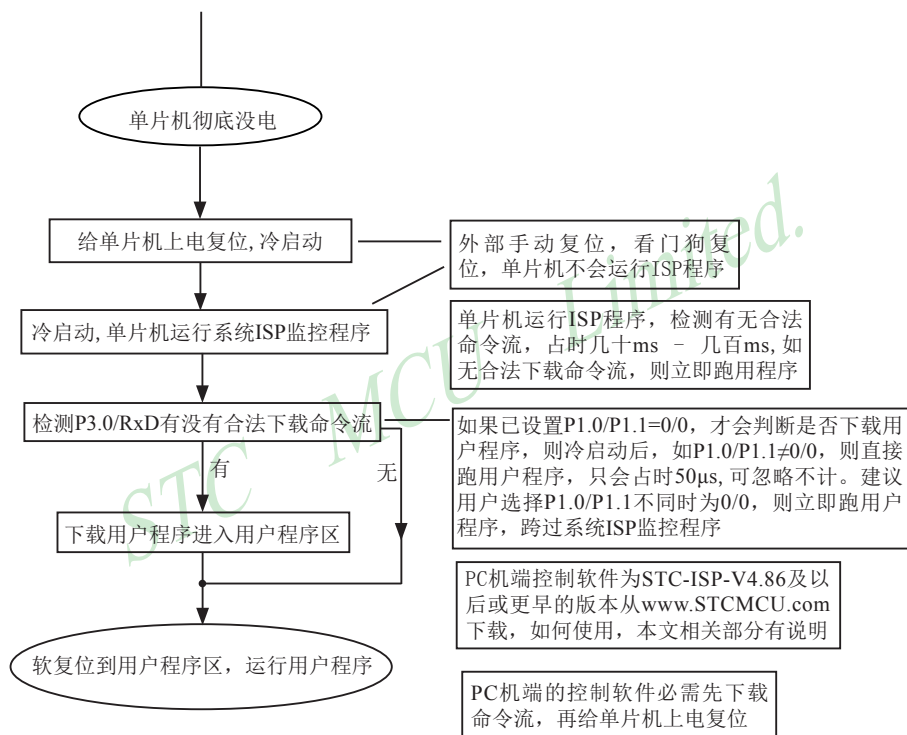 单片机彻底没电
给单片机上电复位,冷启动
外部手动复位，看门狗复
位，单片机不会运行ISP程序
冷启动,单片机运行系统ISP监控程序
单片机运行ISP程序，检测有无合法
命令流，占时几十ms － 几百ms,如
无合法下载命令流，则立即跑用程序
检测P3.0/RxD有没有合法下载命令流
如果已设置P1.0/P1.1=0/0，才会判断是否下载用
户程序，则冷启动后，如P1.0/P1.1≠0/0，则直接
跑用户程序，只会占时50μs,可忽略不计。建议
用户选择P1.0/P1.1不同时为0/0，则立即跑用户
程序，跨过系统ISP监控程序
有
无
下载用户程序进入用户程序区
PC机端控制软件为STC-ISP-V4.86及以
后或更早的版本从www.STCMCU.com
下载，如何使用，本文相关部分有说明
软复位到用户程序区，运行用户程序
PC机端的控制软件必需先下载
命令流，再给单片机上电复位
STC MCU Limited.